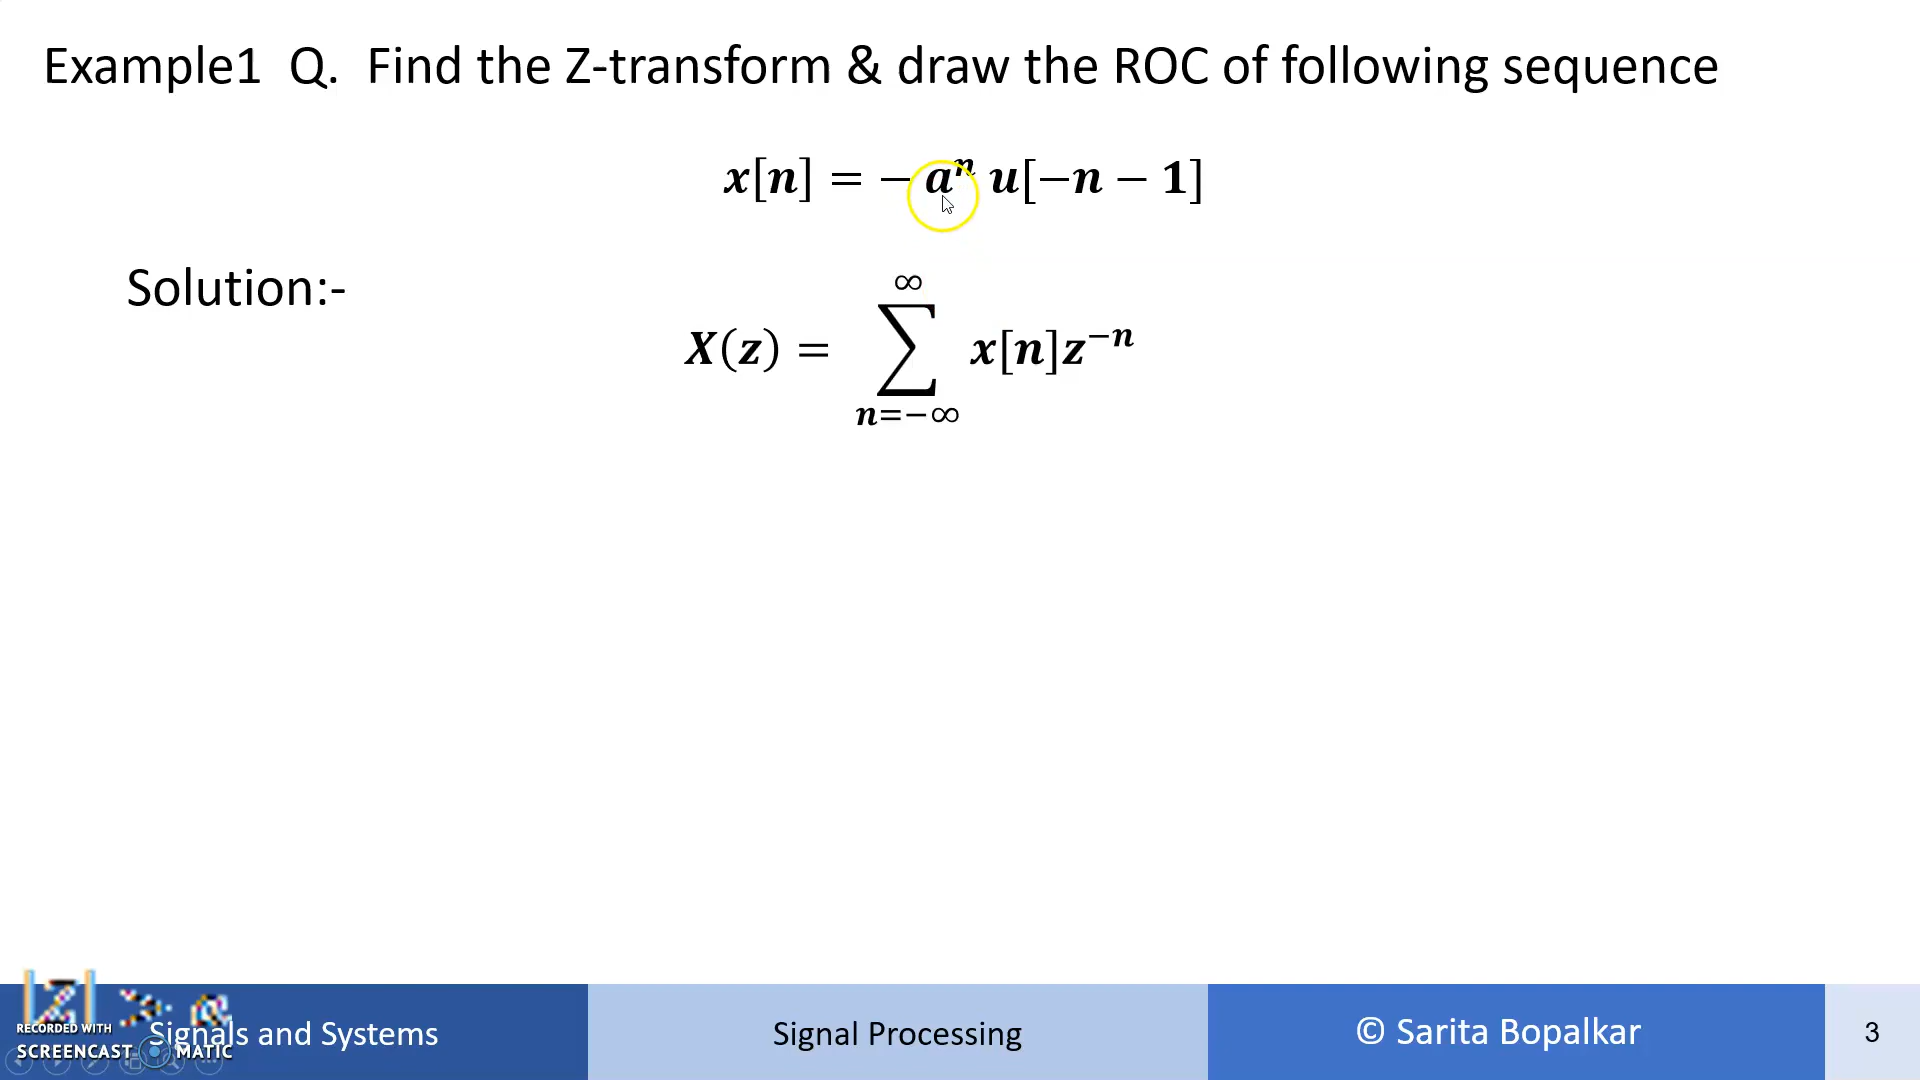 Example1 Q. Find the Z-transform & draw the ROC of following sequence
x[n] = − aⁿ u[−n − 1]
Solution:-
∞
X(z) = ∑ x[n]z⁻ⁿ
n=−∞
|Z| > a
RECORDED WITH
SCREENCAST MATIC
Signals and Systems
Signal Processing
© Sarita Bopalkar
3